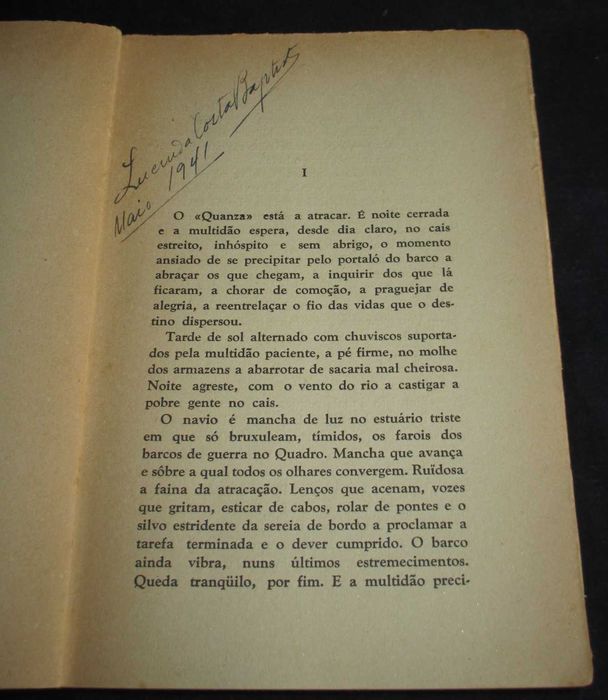 Lucinda Costa Baptista
Maio 1941
I
O «Quanza» está a atracar. É noite cerrada
e a multidão espera, desde dia claro, no cais
estreito, inhóspito e sem abrigo, o momento
ansiado de se precipitar pelo portaló do barco a
abraçar os que chegam, a inquirir dos que lá
ficaram, a chorar de comoção, a praguejar de
alegria, a reentrelaçar o fio das vidas que o des-
tino dispersou.
Tarde de sol alternado com chuviscos suporta-
dos pela multidão paciente, a pé firme, no molhe
dos armazens a abarrotar de sacaria mal cheirosa.
Noite agreste, com o vento do rio a castigar a
pobre gente no cais.
O navio é mancha de luz no estuário triste
em que só bruxuleam, tímidos, os farois dos
barcos de guerra no Quadro. Mancha que avança
e sôbre a qual todos os olhares convergem. Ruïdosa
a faina da atracação. Lenços que acenam, vozes
que gritam, esticar de cabos, rolar de pontes e o
silvo estridente da sereia de bordo a proclamar a
tarefa terminada e o dever cumprido. O barco
ainda vibra, nuns últimos estremecimentos.
Queda tranqüilo, por fim. E a multidão preci-